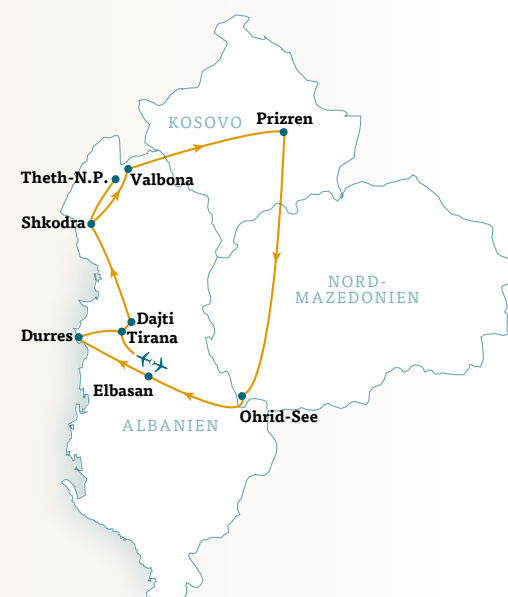 KOSOVO
Prizren
Theth-N.P.
Valbona
Shkodra
NORD-
MAZEDONIEN
Dajti
Durres
Tirana
Elbasan
Ohrid-See
ALBANIEN